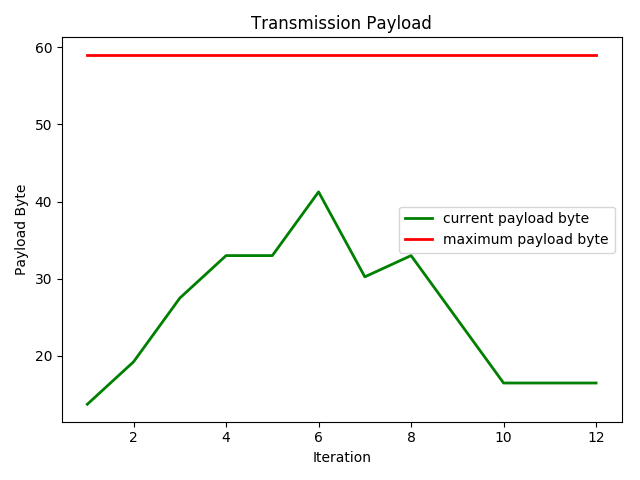 Transmission Payload
60
50
40
30
20
Payload Byte
current payload byte
maximum payload byte
2 4 6 8 10 12
Iteration